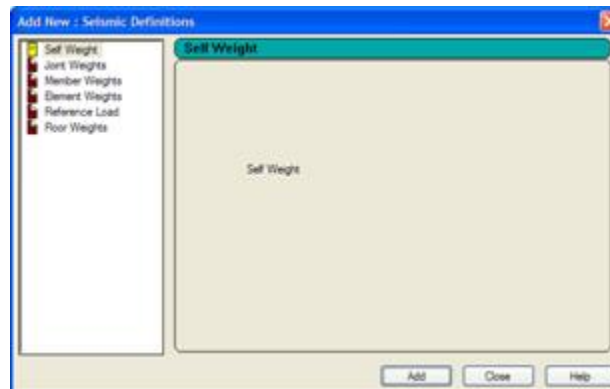 Add New : Seismic Definitions
Self Weight
Joint Weights
Member Weights
Element Weights
Reference Load
Floor Weights
Self Weight
Self Weight
Add
Close
Help